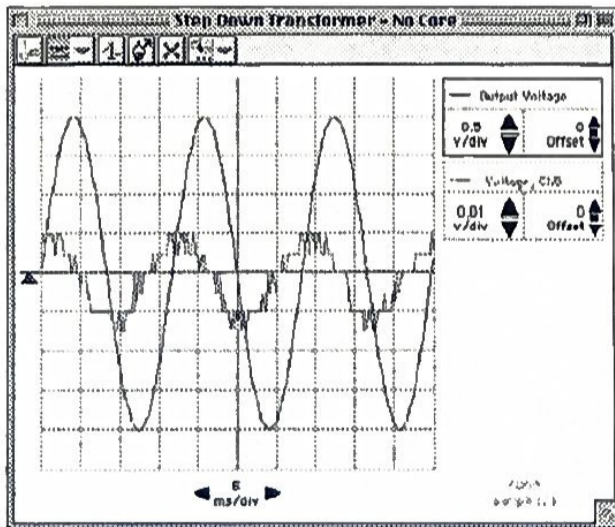 Step Down Transformer - No Core
Output Voltage
0.5
v/div
0
Offset
Voltage,
0.01
v/div
0
Offset
ms/div